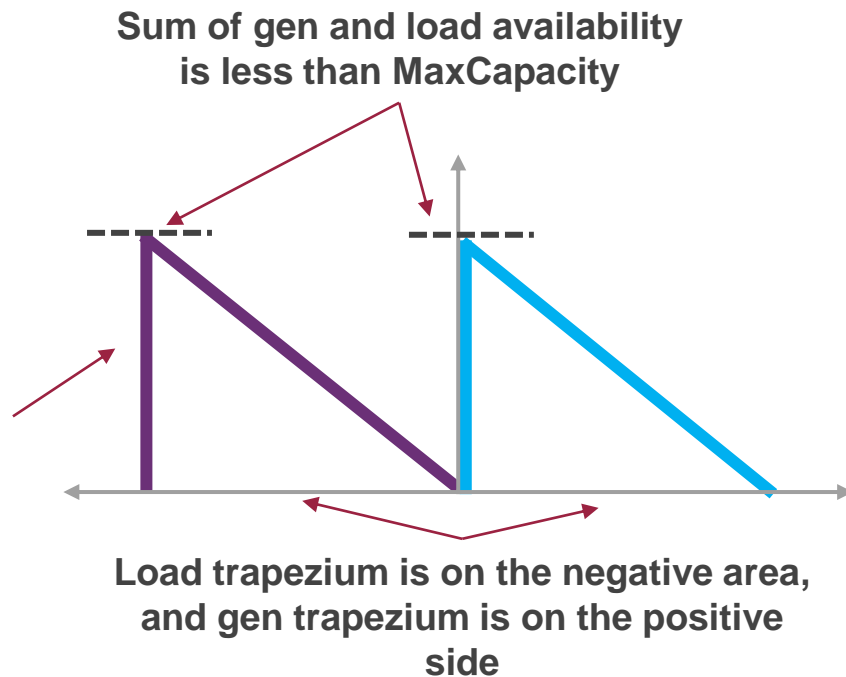 Sum of gen and load availability
is less than MaxCapacity
Load trapezium is on the negative area,
and gen trapezium is on the positive
side